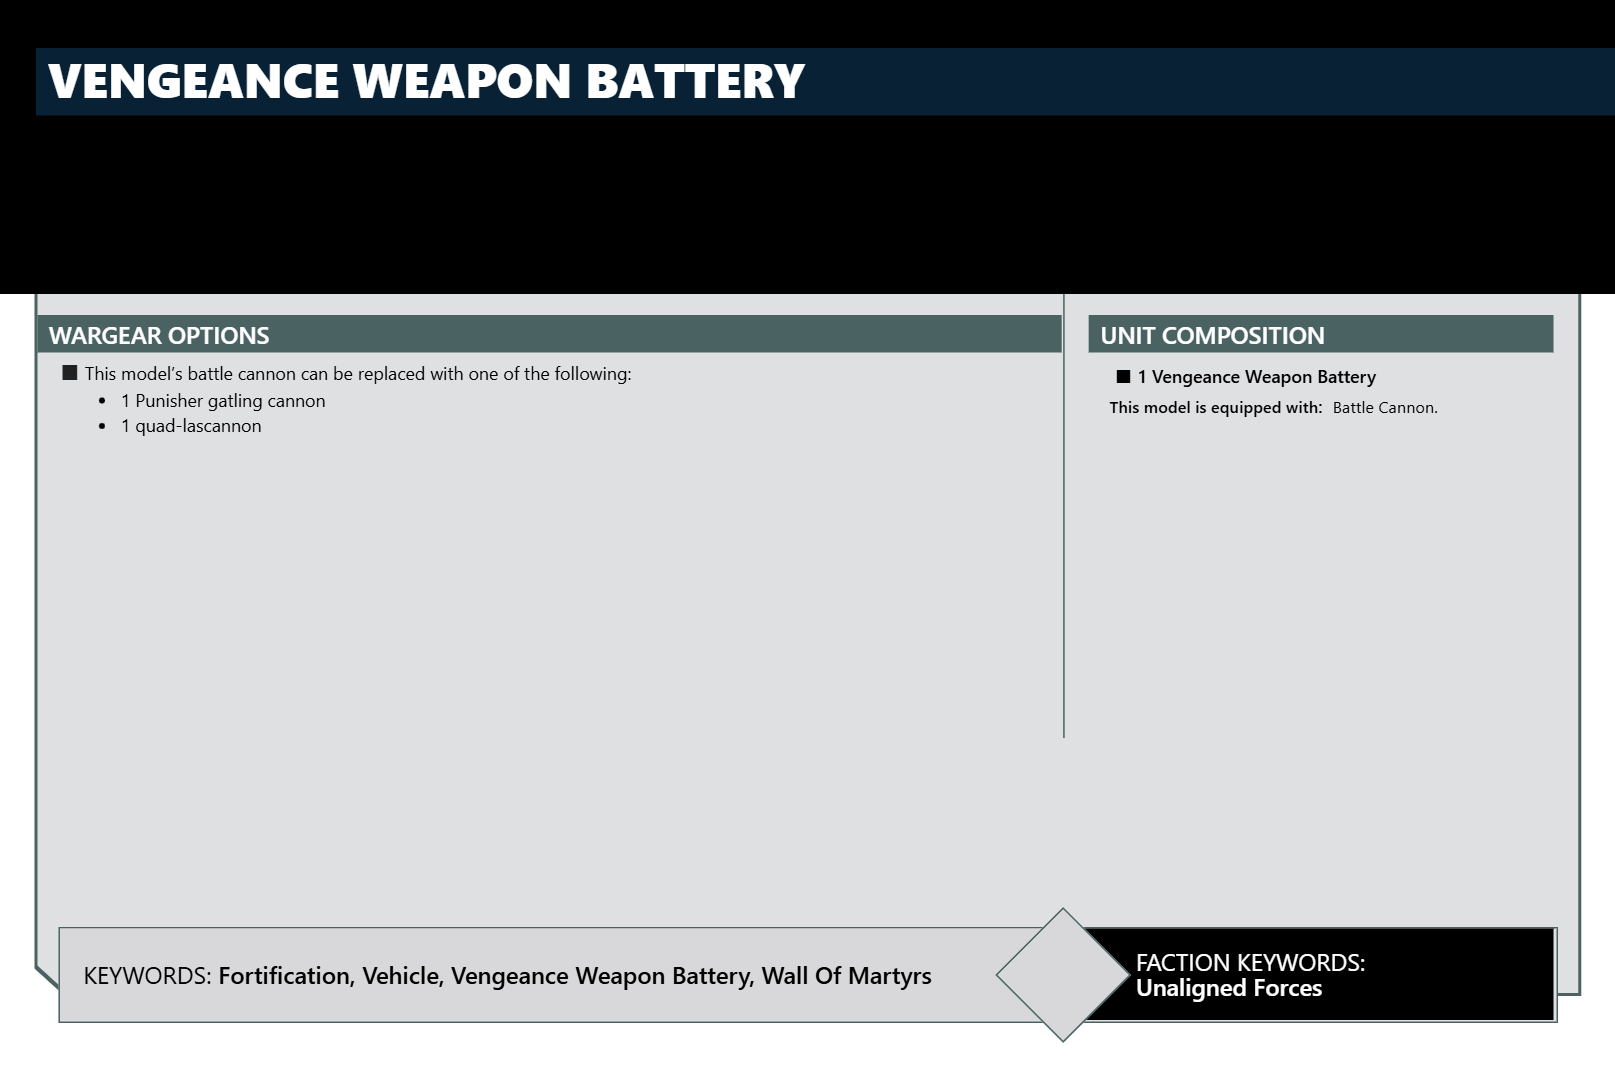 VENGEANCE WEAPON BATTERY
WARGEAR OPTIONS
■ This model’s battle cannon can be replaced with one of the following:
• 1 Punisher gatling cannon
• 1 quad-lascannon
UNIT COMPOSITION
■ 1 Vengeance Weapon Battery
This model is equipped with: Battle Cannon.
KEYWORDS: Fortification, Vehicle, Vengeance Weapon Battery, Wall Of Martyrs
FACTION KEYWORDS:
Unaligned Forces